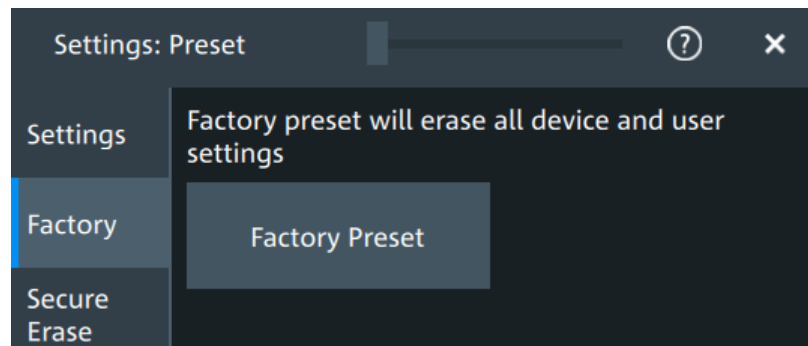 Settings: Preset
?
×
Settings
Factory preset will erase all device and user
settings
Factory
Factory Preset
Secure
Erase